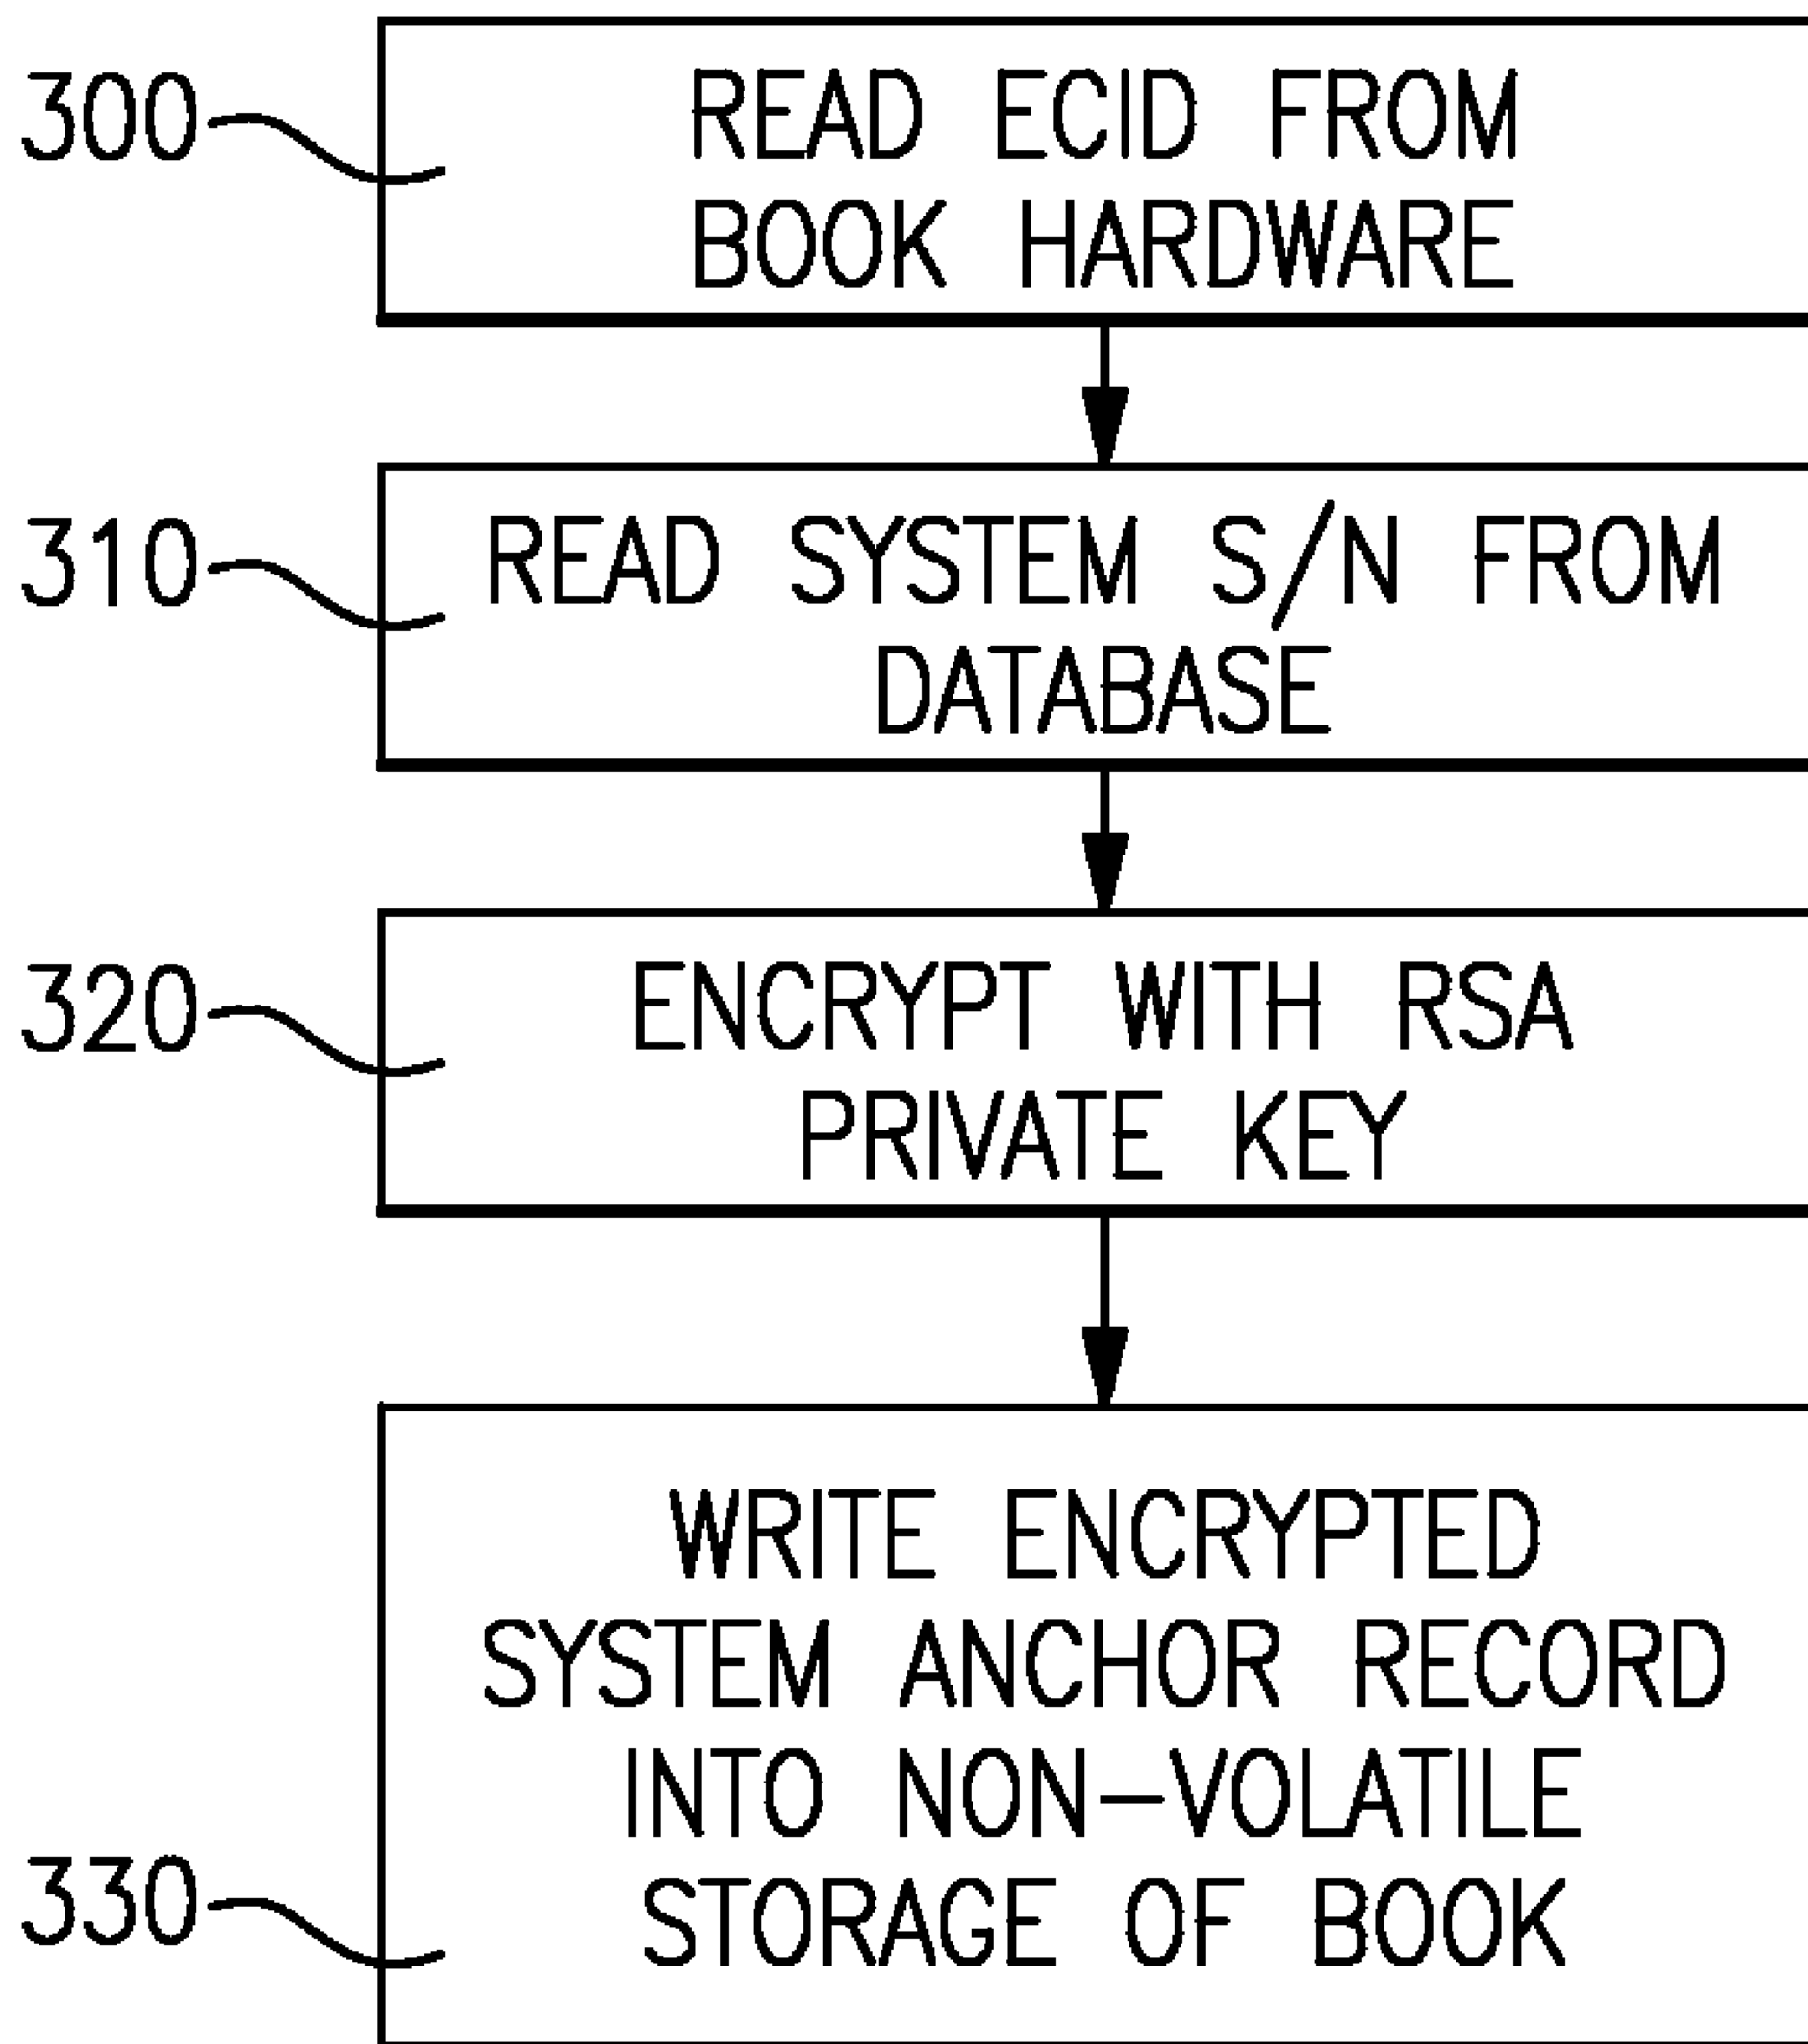 300
READ ECID FROM
BOOK HARDWARE
310
READ SYSTEM S/N FROM
DATABASE
320
ENCRYPT WITH RSA
PRIVATE KEY
WRITE ENCRYPTED
SYSTEM ANCHOR RECORD
INTO NON-VOLATILE
330
STORAGE OF BOOK